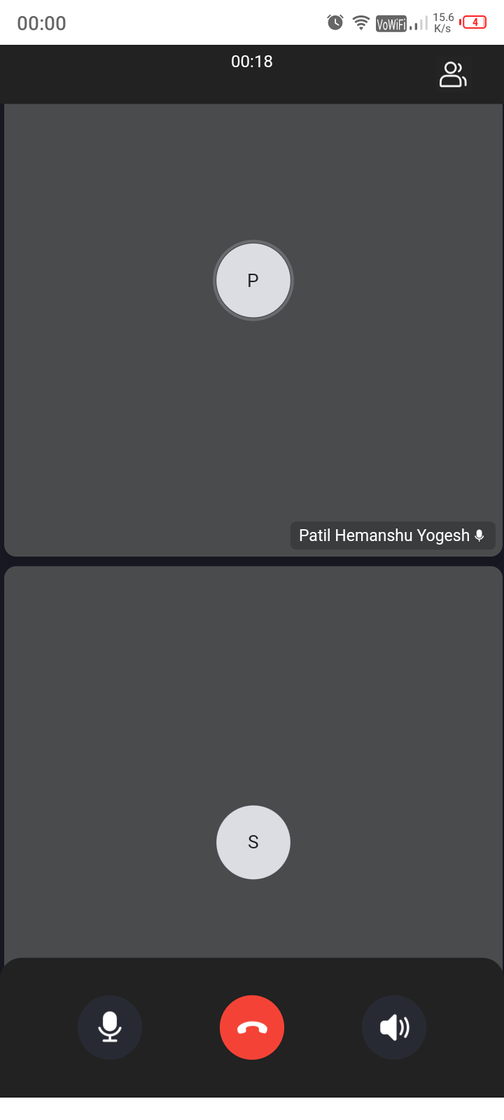 00:00
VoWiFi
15.6
K/s
4
00:18
P
Patil Hemanshu Yogesh
S